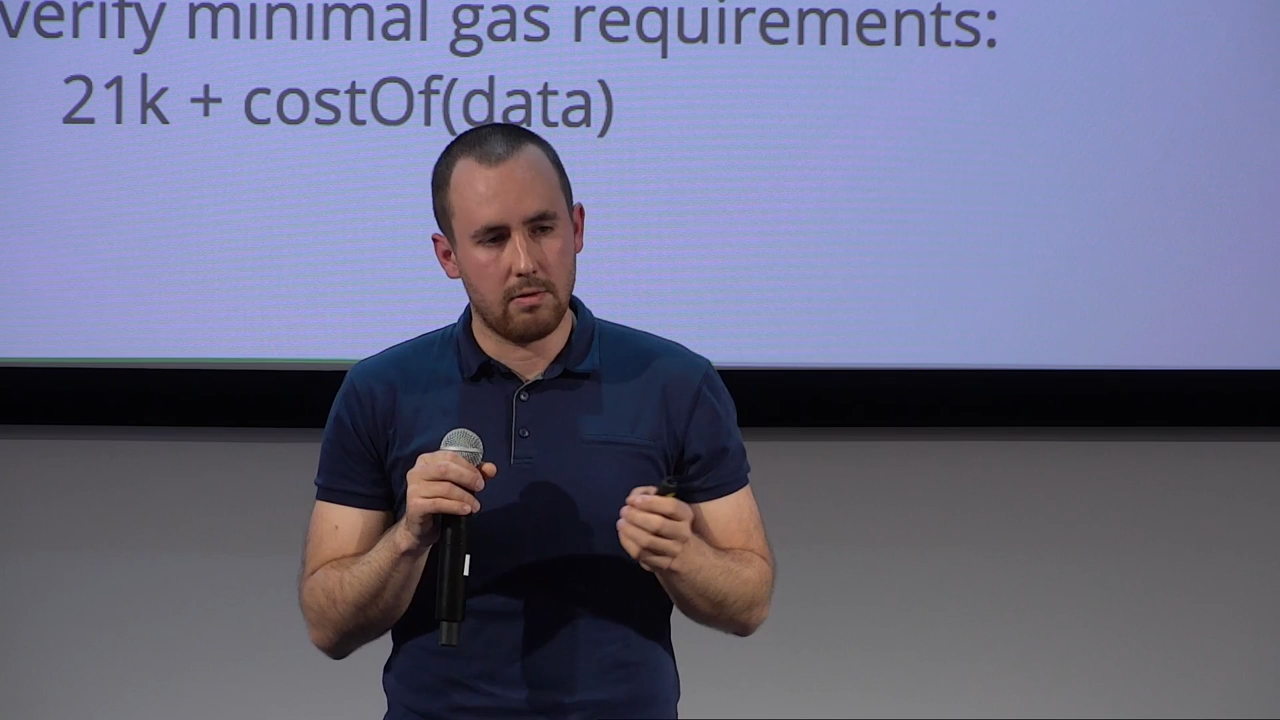 verify minimal gas requirements:
21k + costOf(data)